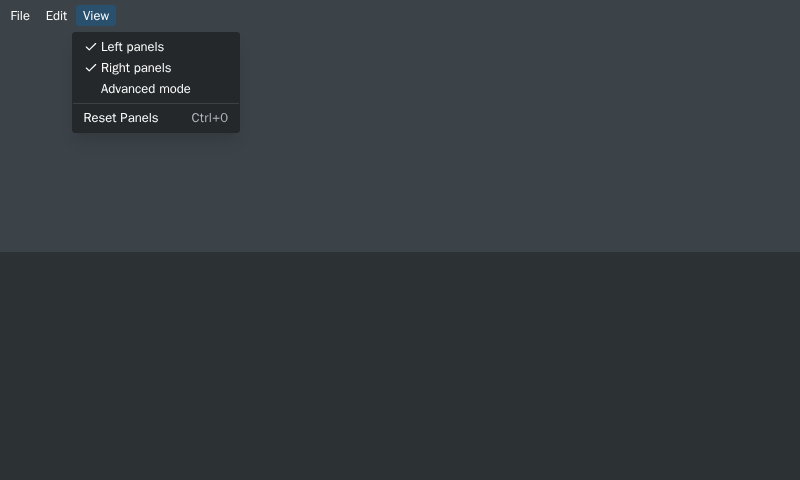 File Edit View
Left panels
Right panels
Advanced mode
Reset Panels Ctrl+0